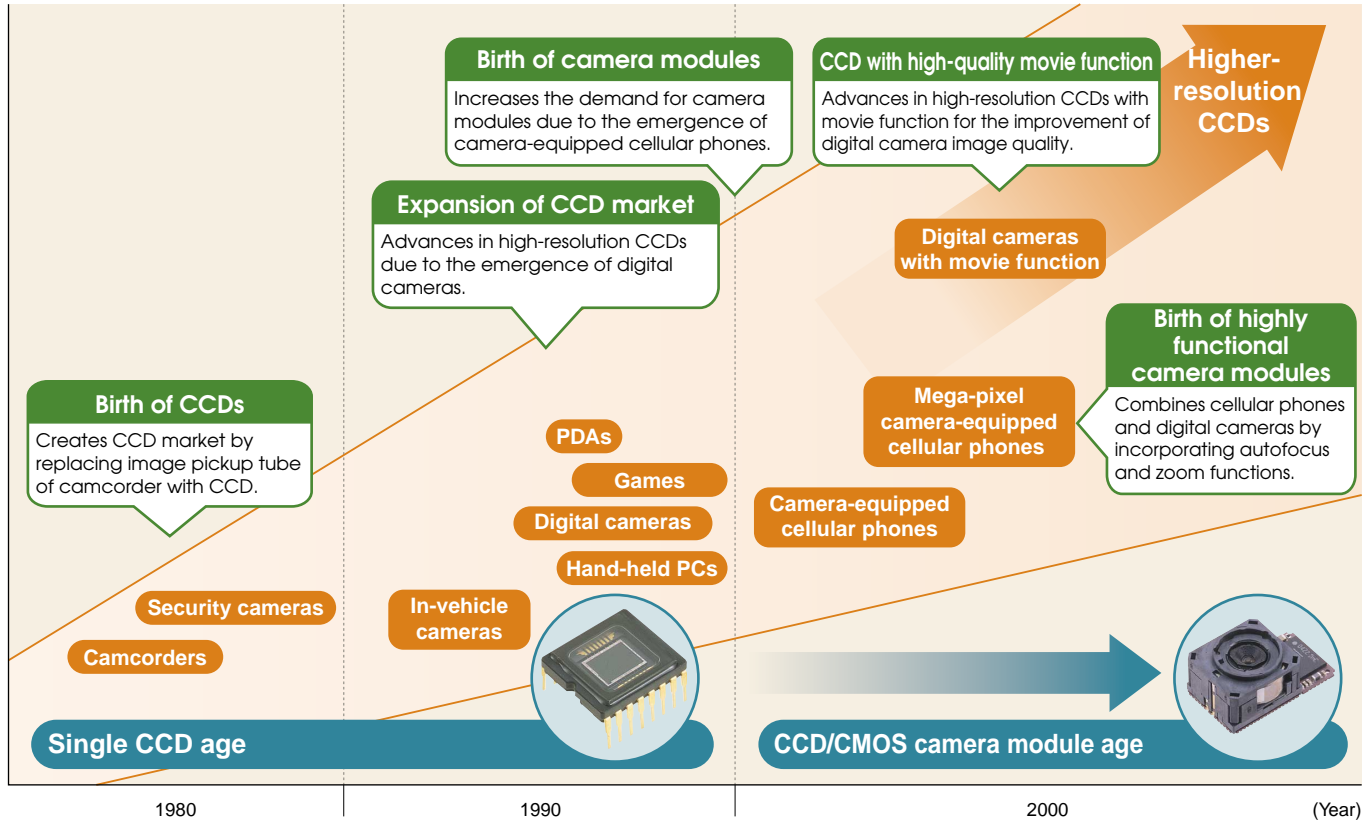 Birth of camera modules
Increases the demand for camera
modules due to the emergence of
camera-equipped cellular phones.
CCD with high-quality movie function
Advances in high-resolution CCDs with
movie function for the improvement of
digital camera image quality.
Higher-
resolution
CCDs
Expansion of CCD market
Advances in high-resolution CCDs
due to the emergence of digital
cameras.
Digital cameras
with movie function
Birth of highly
functional
camera modules
Combines cellular phones
and digital cameras by
incorporating autofocus
and zoom functions.
Birth of CCDs
Creates CCD market by
replacing image pickup tube
of camcorder with CCD.
Mega-pixel
camera-equipped
cellular phones
PDAs
Games
Digital cameras
Hand-held PCs
Camera-equipped
cellular phones
Security cameras
Camcorders
In-vehicle
cameras
Single CCD age
CCD/CMOS camera module age
1980
1990
2000
(Year)